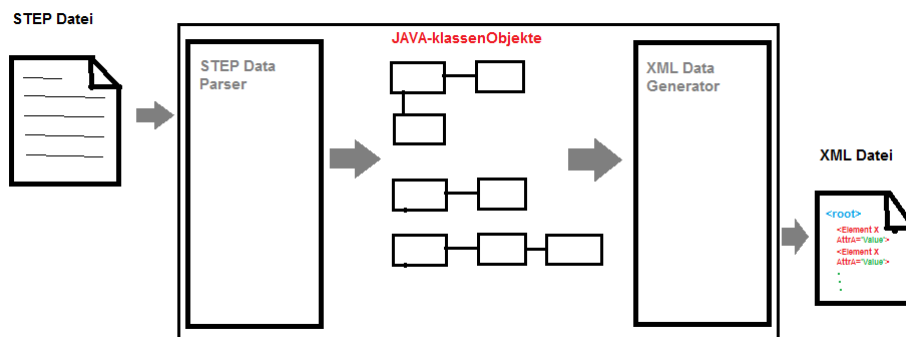 STEP Datei
JAVA-klassenObjekte
STEP Data
Parser
XML Data
Generator
XML Datei
<root>
<Element X
AttrA="Value">
<Element X
AttrA="Value">
.
.
.